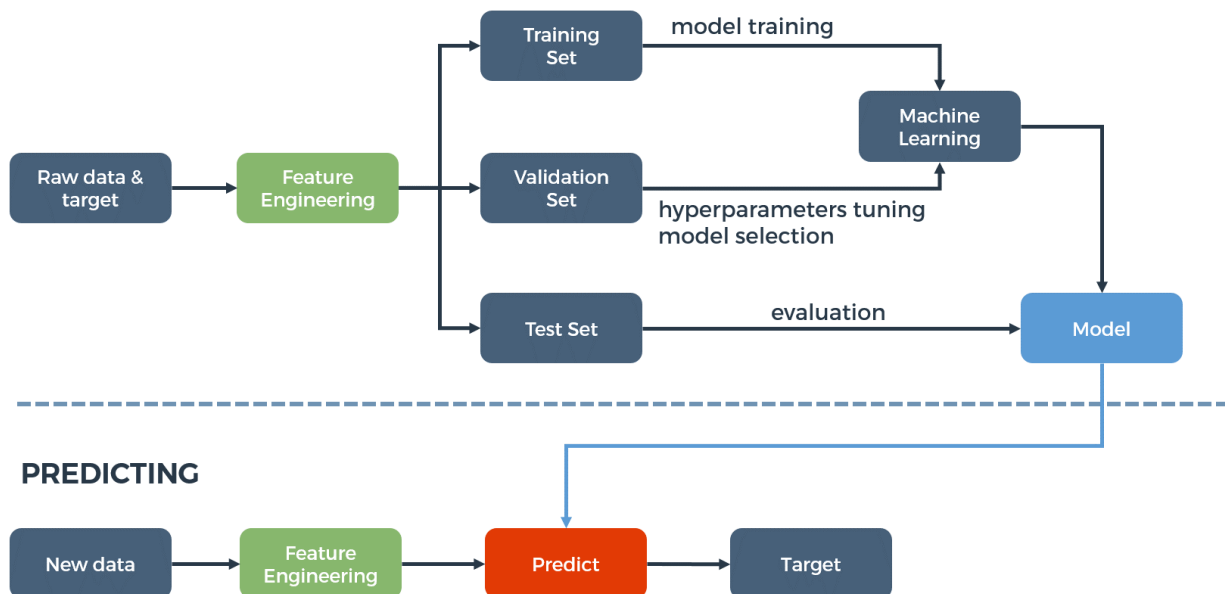 Training
Set
model training
Machine
Learning
Raw data &
target
Feature
Engineering
Validation
Set
hyperparameters tuning
model selection
Test Set
evaluation
Model
PREDICTING
New data
Feature
Engineering
Predict
Target